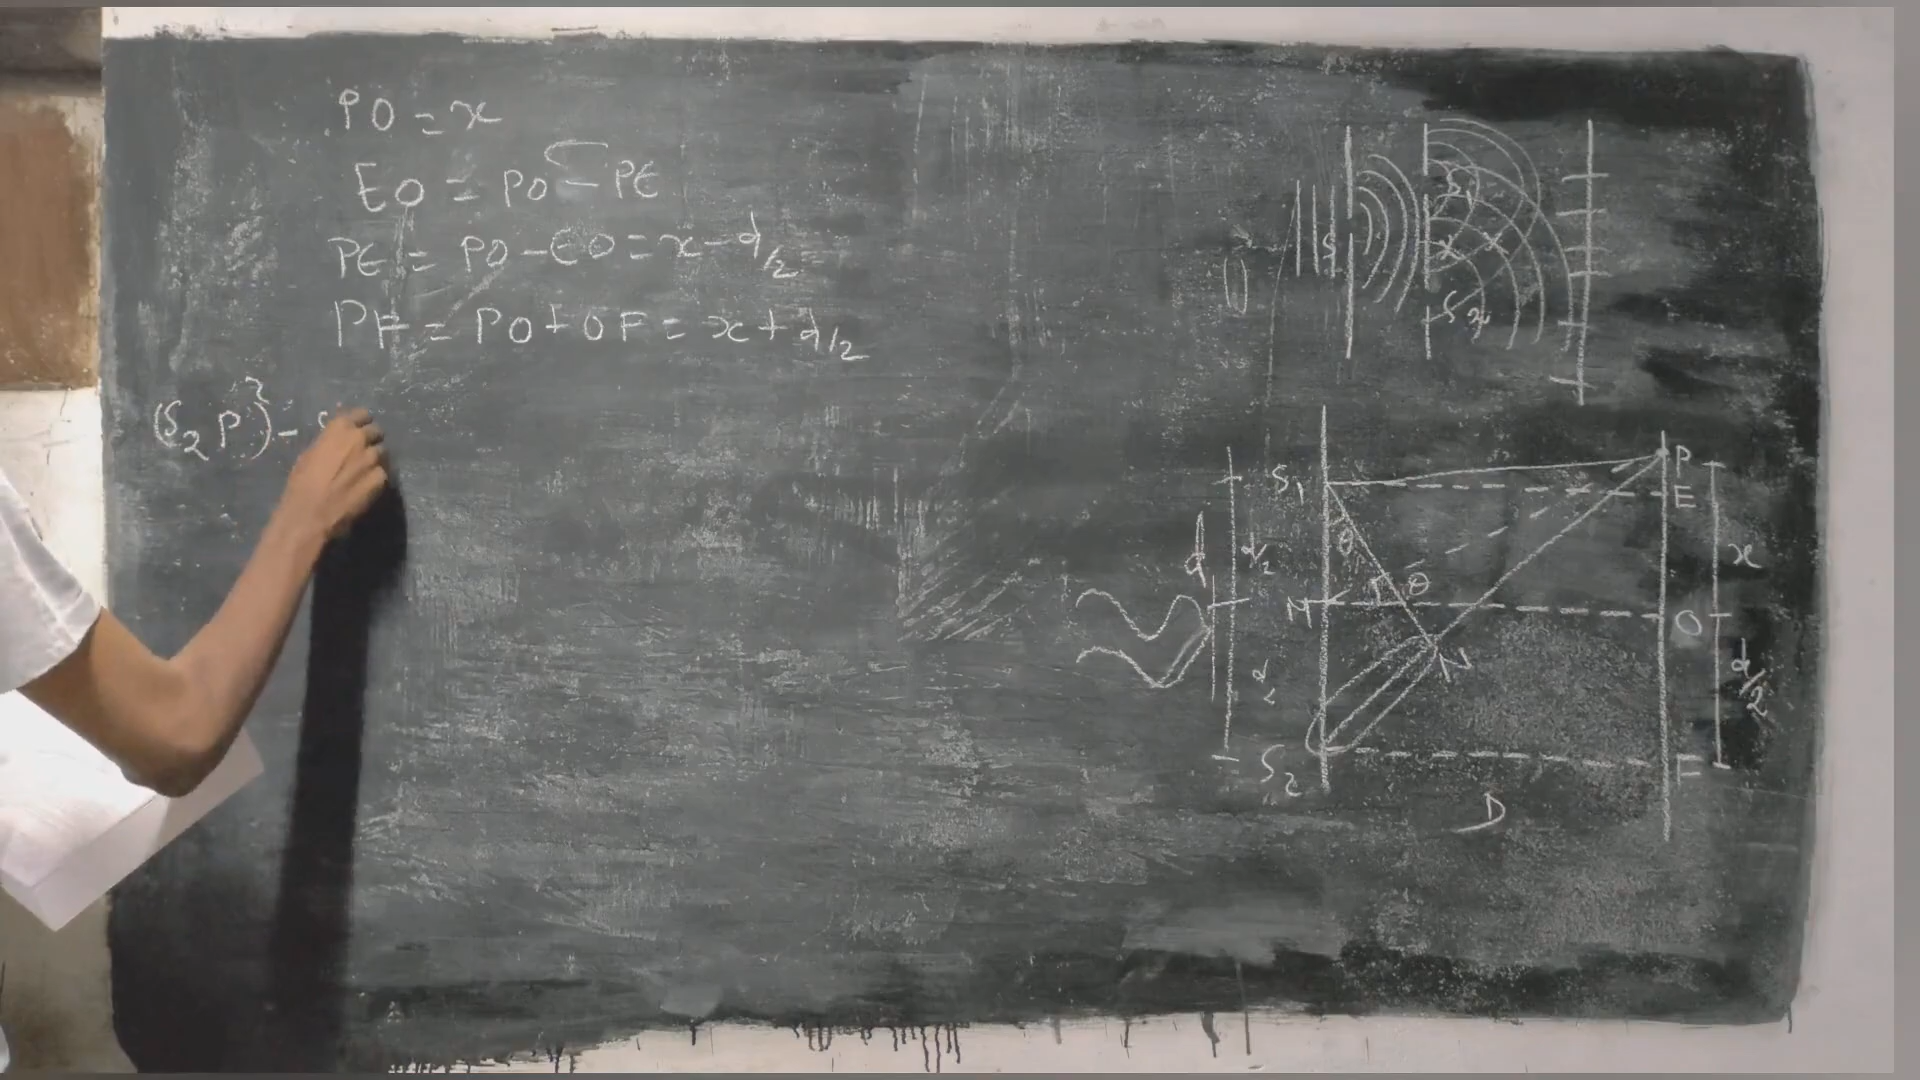 PO = x
EO = PO - PE
PE = PO - EO = x - d/2
PF = PO + OF = x + d/2
(S₂P)² = S
S
S₁
S₂
S₁
P
E
θ
d
d/2
x
M
θ
O
N
d/2
S₂
F
D